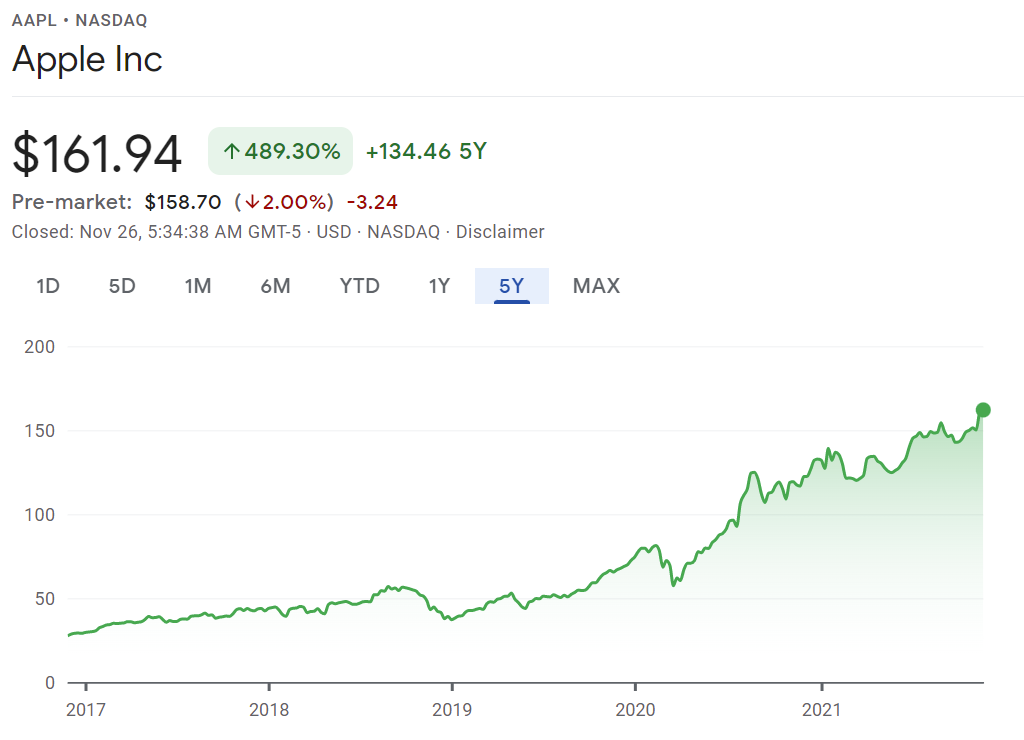 AAPL • NASDAQ
Apple Inc
$161.94 ↑489.30% +134.46 5Y
Pre-market: $158.70 (↓2.00%) -3.24
Closed: Nov 26, 5:34:38 AM GMT-5 · USD · NASDAQ · Disclaimer
1D 5D 1M 6M YTD 1Y 5Y MAX
200
150
100
50
0
2017 2018 2019 2020 2021